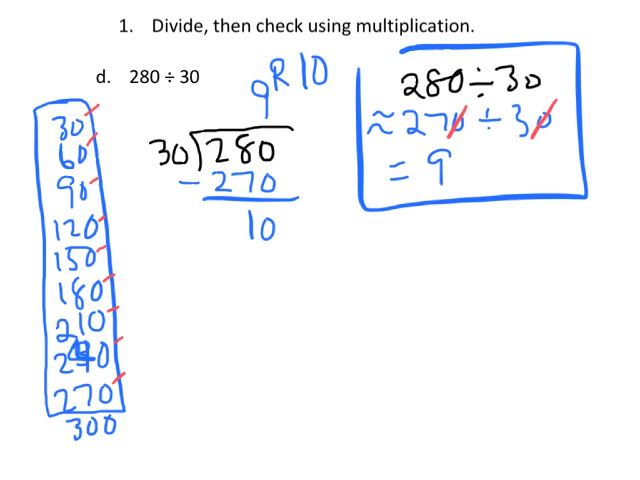 1. Divide, then check using multiplication.
d. 280 ÷ 30
9 R 10
30)280
- 270
10
280 ÷ 30
≈ 270 ÷ 30
= 9
30
60
90
120
150
180
210
240
270
300